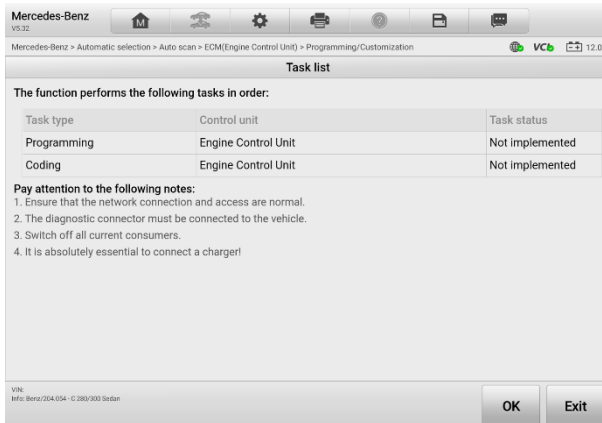 Mercedes-Benz
V5.32
M
?
Mercedes-Benz > Automatic selection > Auto scan > ECM(Engine Control Unit) > Programming/Customization
VCI
12.0
Task list
The function performs the following tasks in order:
Task type Control unit Task status
Programming Engine Control Unit Not implemented
Coding Engine Control Unit Not implemented
Pay attention to the following notes:
1. Ensure that the network connection and access are normal.
2. The diagnostic connector must be connected to the vehicle.
3. Switch off all current consumers.
4. It is absolutely essential to connect a charger!
VIN:
Info: Benz/204.054 - C 280/300 Sedan
OK Exit